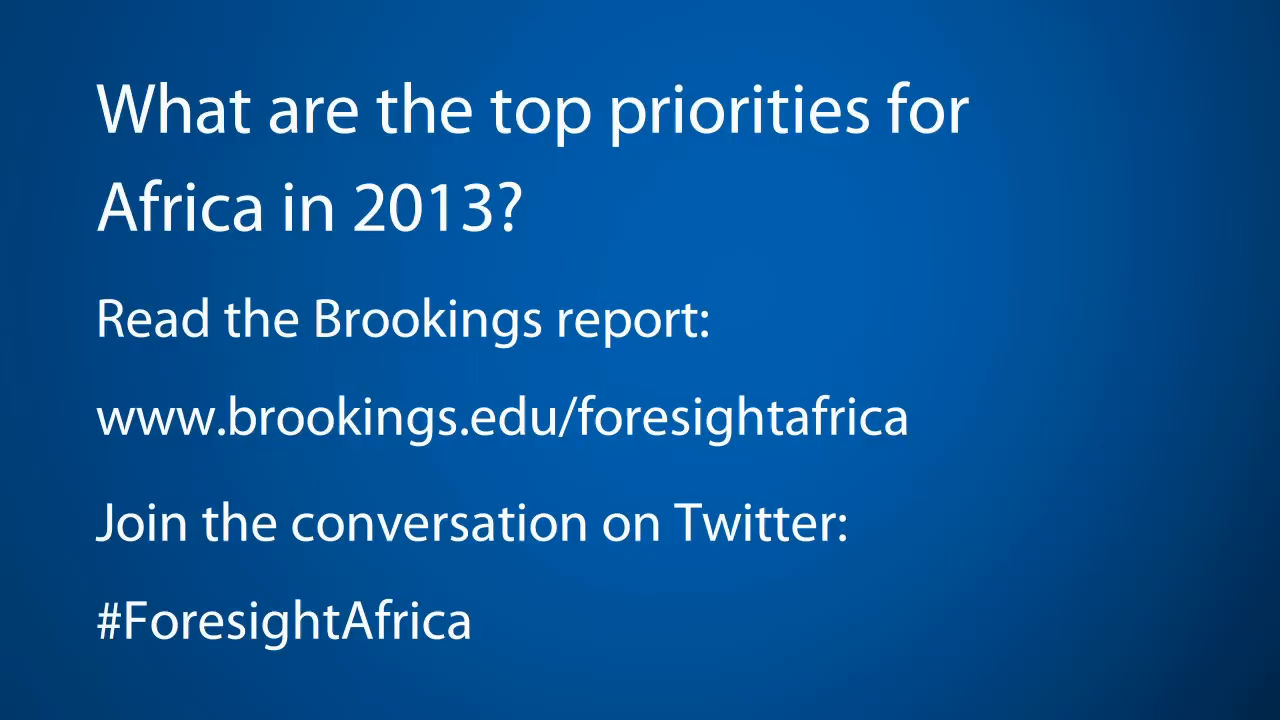 What are the top priorities for
Africa in 2013?
Read the Brookings report:
www.brookings.edu/foresightafrica
Join the conversation on Twitter:
#ForesightAfrica